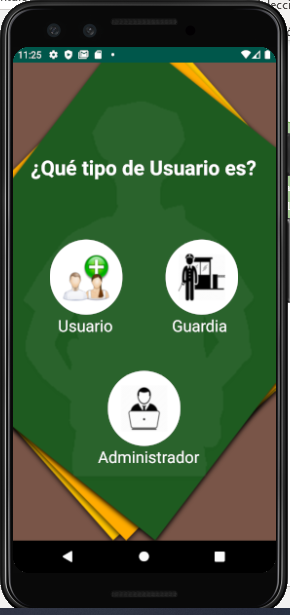 11:25
¿Qué tipo de Usuario es?
Usuario
Guardia
Administrador